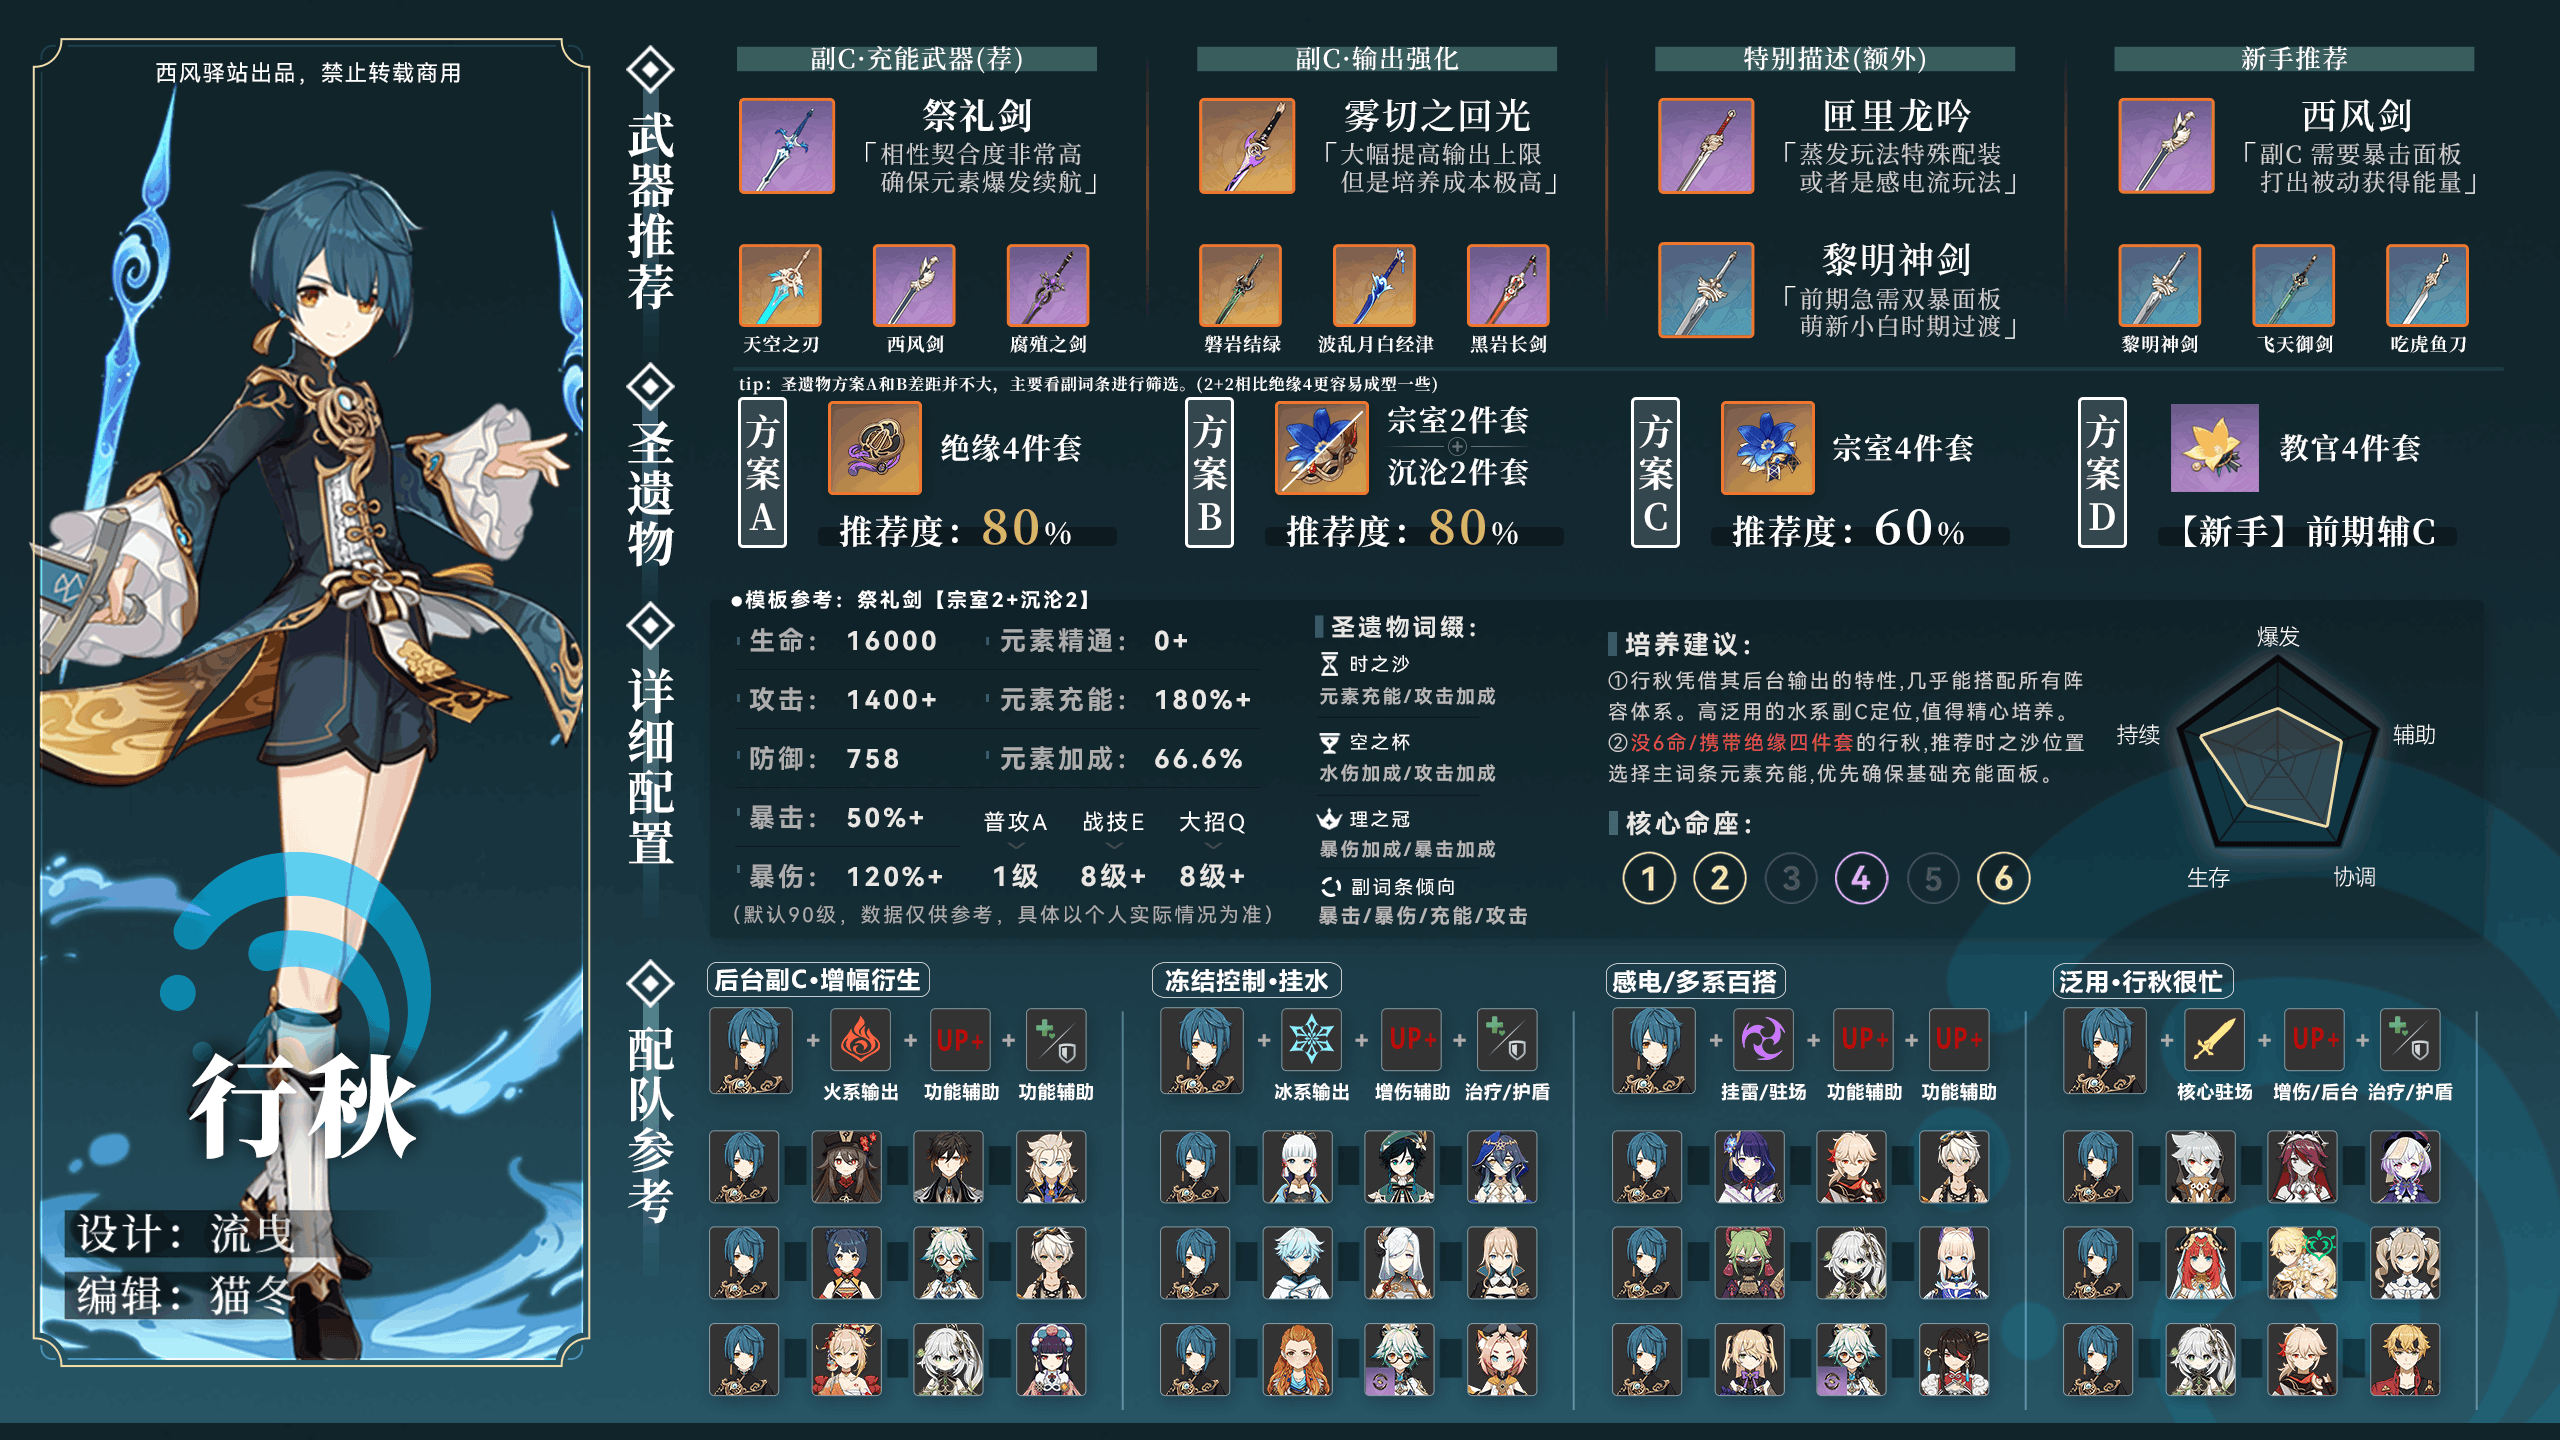 西风驿站出品，禁止转载商用
行秋
设计：流曳
编辑：猫冬
武器推荐
副C·充能武器(荐)
祭礼剑
「相性契合度非常高
确保元素爆发续航」
天空之刃 西风剑 腐殖之剑
副C·输出强化
雾切之回光
「大幅提高输出上限
但是培养成本极高」
磐岩结绿 波乱月白经津 黑岩长剑
特别描述(额外)
匣里龙吟
「蒸发玩法特殊配装
或者是感电流玩法」
黎明神剑
「前期急需双暴面板
萌新小白时期过渡」
新手推荐
西风剑
「副C 需要暴击面板
打出被动获得能量」
黎明神剑 飞天御剑 吃虎鱼刀
圣遗物
tip：圣遗物方案A和B差距并不大，主要看副词条进行筛选。(2+2相比绝缘4更容易成型一些)
方案A
绝缘4件套
推荐度：80%
方案B
宗室2件套
+
沉沦2件套
推荐度：80%
方案C
宗室4件套
推荐度：60%
方案D
教官4件套
【新手】前期辅C
详细配置
●模板参考：祭礼剑【宗室2+沉沦2】
生命： 16000 元素精通： 0+
攻击： 1400+ 元素充能： 180%+
防御： 758 元素加成： 66.6%
暴击： 50%+
暴伤： 120%+
普攻A 战技E 大招Q
1级 8级+ 8级+
(默认90级，数据仅供参考，具体以个人实际情况为准)
圣遗物词缀：
时之沙
元素充能/攻击加成
空之杯
水伤加成/攻击加成
理之冠
暴伤加成/暴击加成
副词条倾向
暴击/暴伤/充能/攻击
培养建议：
①行秋凭借其后台输出的特性,几乎能搭配所有阵
容体系。高泛用的水系副C定位,值得精心培养。
②没6命/携带绝缘四件套的行秋,推荐时之沙位置
选择主词条元素充能,优先确保基础充能面板。
核心命座：
1 2 3 4 5 6
爆发
持续 辅助
生存 协调
配队参考
后台副C·增幅衍生
+ + UP+ +
火系输出 功能辅助 功能辅助
冻结控制·挂水
+ + UP+ +
冰系输出 增伤辅助 治疗/护盾
感电/多系百搭
+ + UP+ + UP+
挂雷/驻场 功能辅助 功能辅助
泛用·行秋很忙
+ + UP+ +
核心驻场 增伤/后台 治疗/护盾